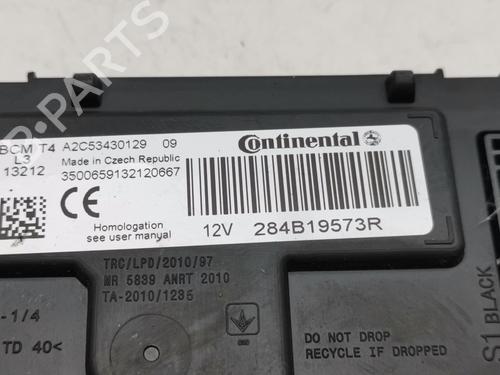 BCM T4 A2C53430129 09
L3 Made in Czech Republic
13212 3500659132120667
Continental
CE
Homologation
see user manual
12V 284B19573R
TRC/LPD/2010/97
MR 5839 ANRT 2010
TA-2010/1235
-1/4
TD 40<
DO NOT DROP
RECYCLE IF DROPPED
S1 BLACK